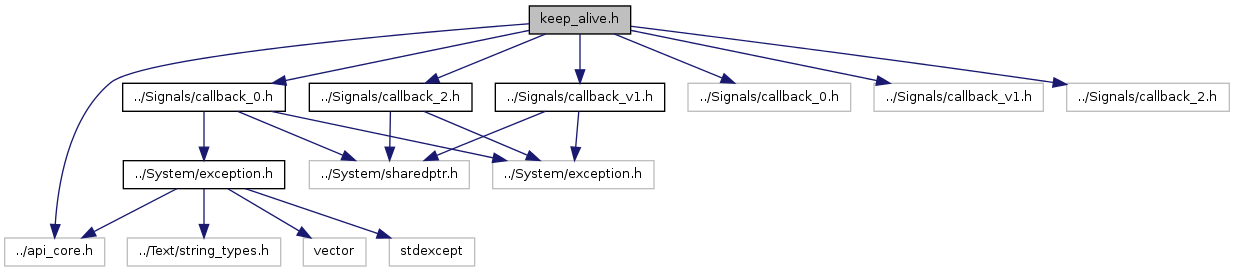 keep_alive.h
../Signals/callback_0.h
../Signals/callback_2.h
../Signals/callback_v1.h
../Signals/callback_0.h
../Signals/callback_v1.h
../Signals/callback_2.h
../System/exception.h
../System/sharedptr.h
../System/exception.h
../api_core.h
../Text/string_types.h
vector
stdexcept